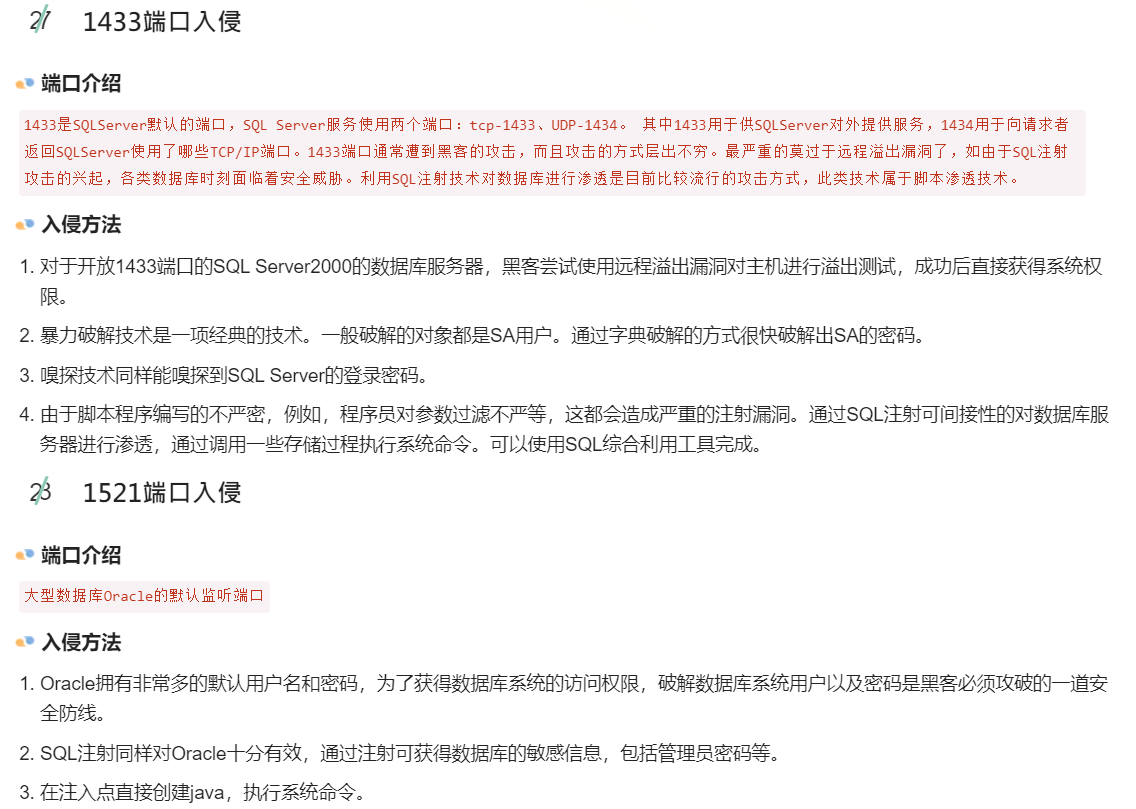 27 1433端口入侵
端口介绍
1433是SQLServer默认的端口，SQL Server服务使用两个端口：tcp-1433、UDP-1434。 其中1433用于供SQLServer对外提供服务，1434用于向请求者
返回SQLServer使用了哪些TCP/IP端口。1433端口通常遭到黑客的攻击，而且攻击的方式层出不穷。最严重的莫过于远程溢出漏洞了，如由于SQL注射
攻击的兴起，各类数据库时刻面临着安全威胁。利用SQL注射技术对数据库进行渗透是目前比较流行的攻击方式，此类技术属于脚本渗透技术。
入侵方法
1. 对于开放1433端口的SQL Server2000的数据库服务器，黑客尝试使用远程溢出漏洞对主机进行溢出测试，成功后直接获得系统权
限。
2. 暴力破解技术是一项经典的技术。一般破解的对象都是SA用户。通过字典破解的方式很快破解出SA的密码。
3. 嗅探技术同样能嗅探到SQL Server的登录密码。
4. 由于脚本程序编写的不严密，例如，程序员对参数过滤不严等，这都会造成严重的注射漏洞。通过SQL注射可间接性的对数据库服
务器进行渗透，通过调用一些存储过程执行系统命令。可以使用SQL综合利用工具完成。
28 1521端口入侵
端口介绍
大型数据库Oracle的默认监听端口
入侵方法
1. Oracle拥有非常多的默认用户名和密码，为了获得数据库系统的访问权限，破解数据库系统用户以及密码是黑客必须攻破的一道安
全防线。
2. SQL注射同样对Oracle十分有效，通过注射可获得数据库的敏感信息，包括管理员密码等。
3. 在注入点直接创建java，执行系统命令。